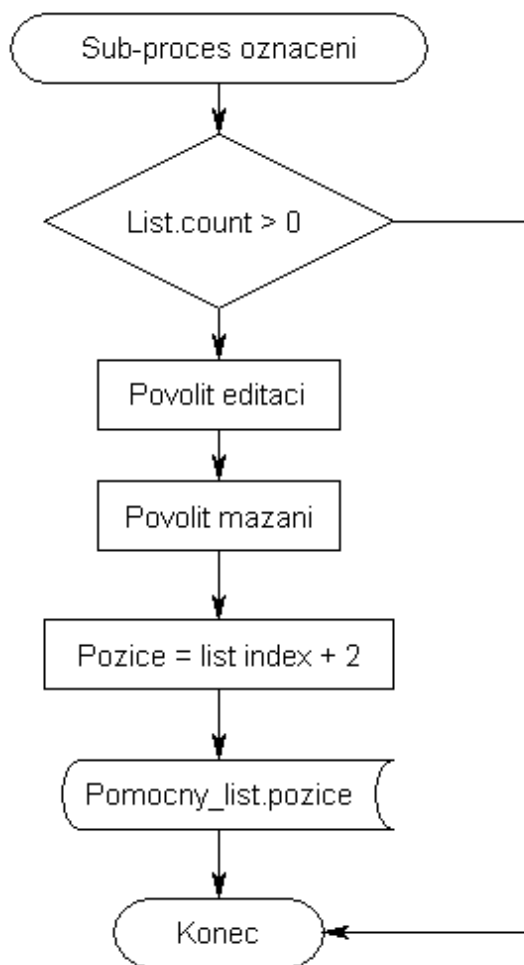 Sub-proces oznaceni
List.count > 0
Povolit editaci
Povolit mazani
Pozice = list index + 2
Pomocny_list.pozice
Konec